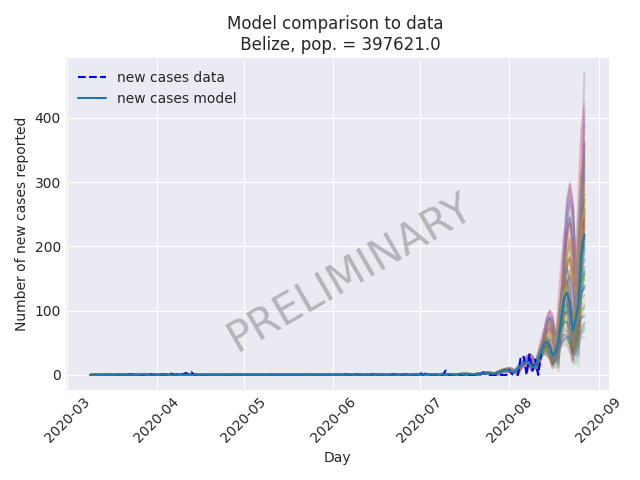 Model comparison to data
Belize, pop. = 397621.0
new cases data
new cases model
Number of new cases reported
400
300
200
100
0
PRELIMINARY
2020-03
2020-04
2020-05
2020-06
2020-07
2020-08
2020-09
Day